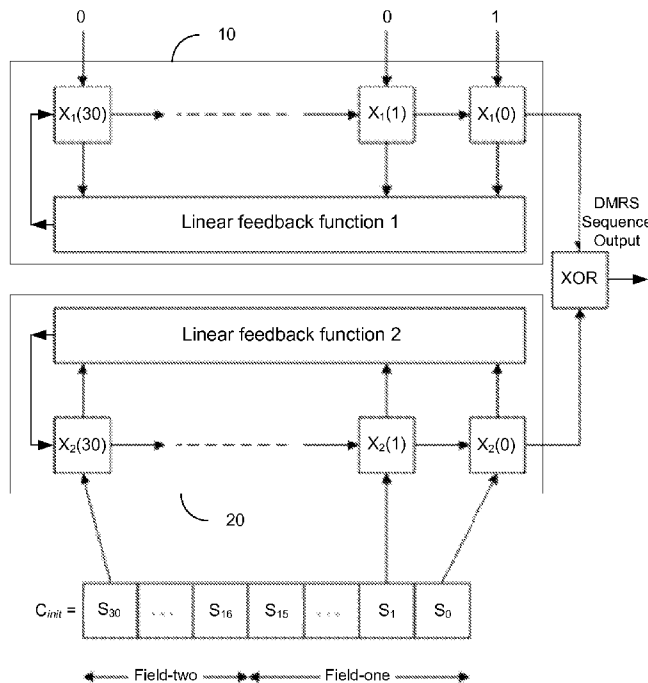 0 0 1
10
X₁(30) X₁(1) X₁(0)
Linear feedback function 1
DMRS
Sequence
Output
XOR
Linear feedback function 2
X₂(30) X₂(1) X₂(0)
20
C_init = S₃₀ ... S₁₆ S₁₅ ... S₁ S₀
Field-two Field-one